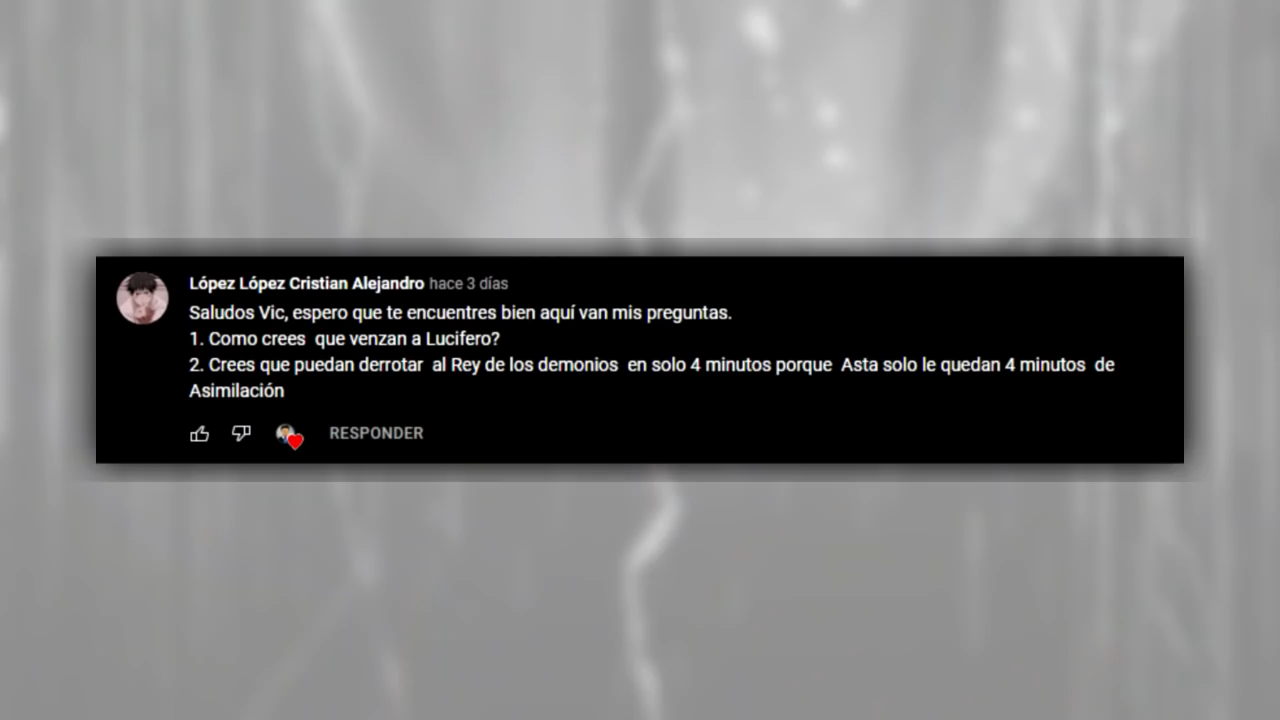 López López Cristian Alejandro hace 3 días
Saludos Vic, espero que te encuentres bien aquí van mis preguntas.
1. Como crees que venzan a Lucifero?
2. Crees que puedan derrotar al Rey de los demonios en solo 4 minutos porque Asta solo le quedan 4 minutos de
Asimilación
RESPONDER